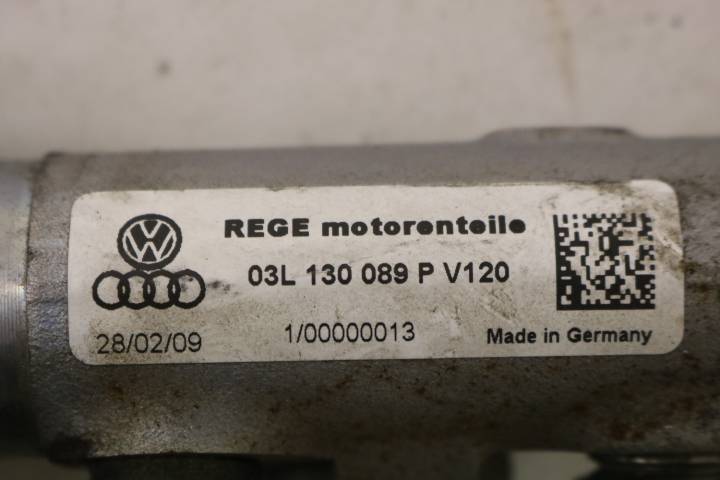 REGE motorenteile
03L 130 089 P V120
28/02/09
1/00000013
Made in Germany